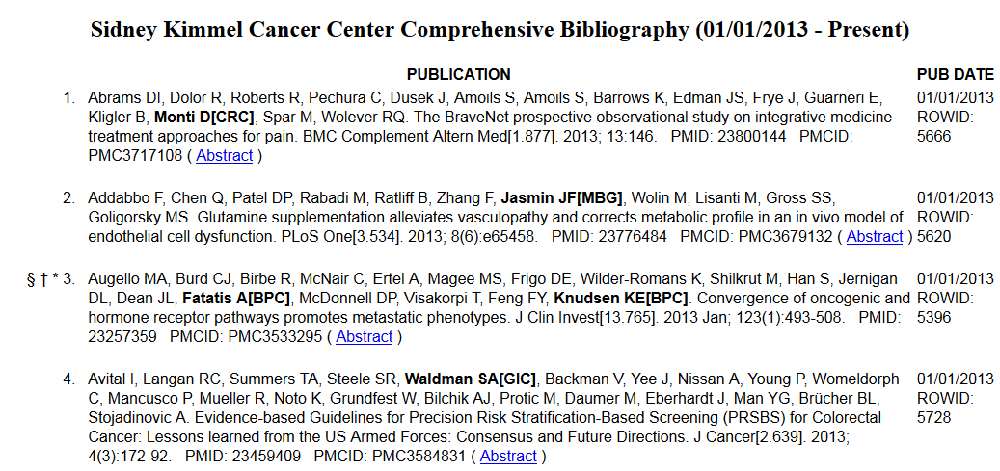 Sidney Kimmel Cancer Center Comprehensive Bibliography (01/01/2013 - Present)
PUBLICATION PUB DATE
1. Abrams DI, Dolor R, Roberts R, Pechura C, Dusek J, Amoils S, Amoils S, Barrows K, Edman JS, Frye J, Guarneri E, 01/01/2013
Kligler B, Monti D[CRC], Spar M, Wolever RQ. The BraveNet prospective observational study on integrative medicine ROWID:
treatment approaches for pain. BMC Complement Altern Med[1.877]. 2013; 13:146. PMID: 23800144 PMCID: 5666
PMC3717108 ( Abstract )
2. Addabbo F, Chen Q, Patel DP, Rabadi M, Ratliff B, Zhang F, Jasmin JF[MBG], Wolin M, Lisanti M, Gross SS, 01/01/2013
Goligorsky MS. Glutamine supplementation alleviates vasculopathy and corrects metabolic profile in an in vivo model of ROWID:
endothelial cell dysfunction. PLoS One[3.534]. 2013; 8(6):e65458. PMID: 23776484 PMCID: PMC3679132 ( Abstract ) 5620
§ † * 3. Augello MA, Burd CJ, Birbe R, McNair C, Ertel A, Magee MS, Frigo DE, Wilder-Romans K, Shilkrut M, Han S, Jernigan 01/01/2013
DL, Dean JL, Fatatis A[BPC], McDonnell DP, Visakorpi T, Feng FY, Knudsen KE[BPC]. Convergence of oncogenic and ROWID:
hormone receptor pathways promotes metastatic phenotypes. J Clin Invest[13.765]. 2013 Jan; 123(1):493-508. PMID: 5396
23257359 PMCID: PMC3533295 ( Abstract )
4. Avital I, Langan RC, Summers TA, Steele SR, Waldman SA[GIC], Backman V, Yee J, Nissan A, Young P, Womeldorph 01/01/2013
C, Mancusco P, Mueller R, Noto K, Grundfest W, Bilchik AJ, Protic M, Daumer M, Eberhardt J, Man YG, Brücher BL, ROWID:
Stojadinovic A. Evidence-based Guidelines for Precision Risk Stratification-Based Screening (PRSBS) for Colorectal 5728
Cancer: Lessons learned from the US Armed Forces: Consensus and Future Directions. J Cancer[2.639]. 2013;
4(3):172-92. PMID: 23459409 PMCID: PMC3584831 ( Abstract )